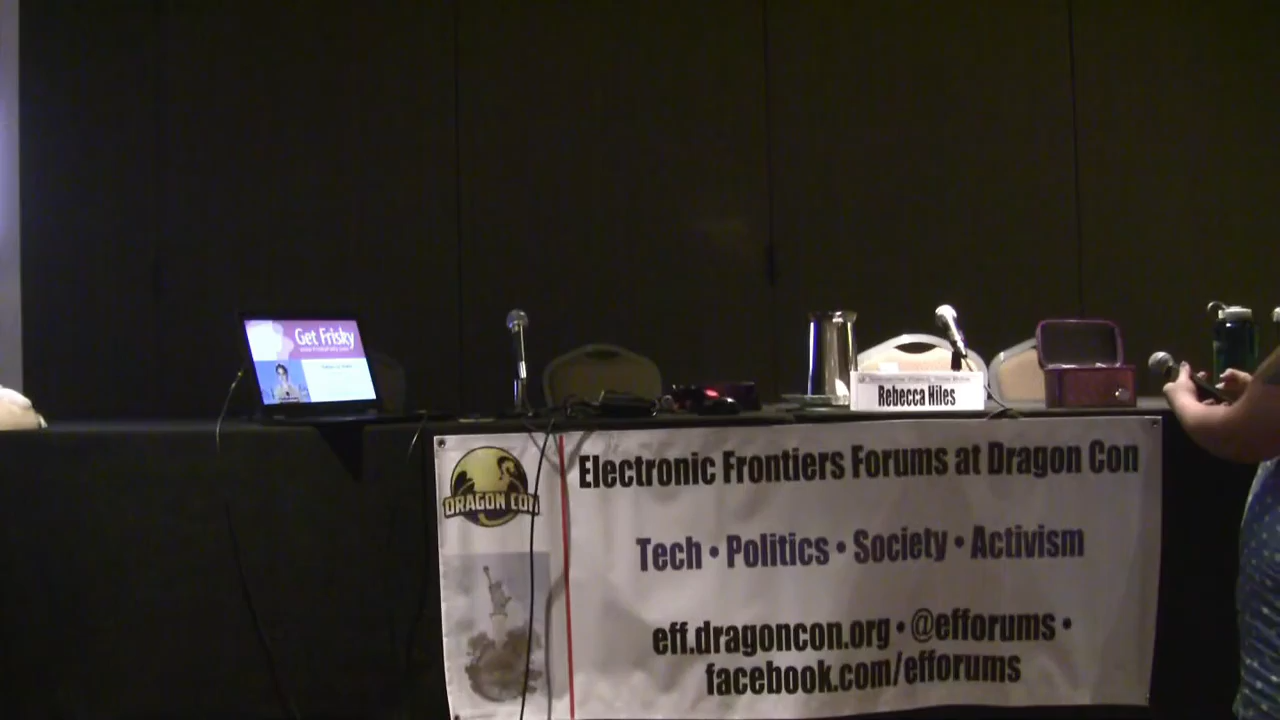 Get Frisky
Rebecca Hiles
DRAGON CON
Electronic Frontiers Forums at Dragon Con
Tech • Politics • Society • Activism
eff.dragoncon.org • @efforums •
facebook.com/efforums